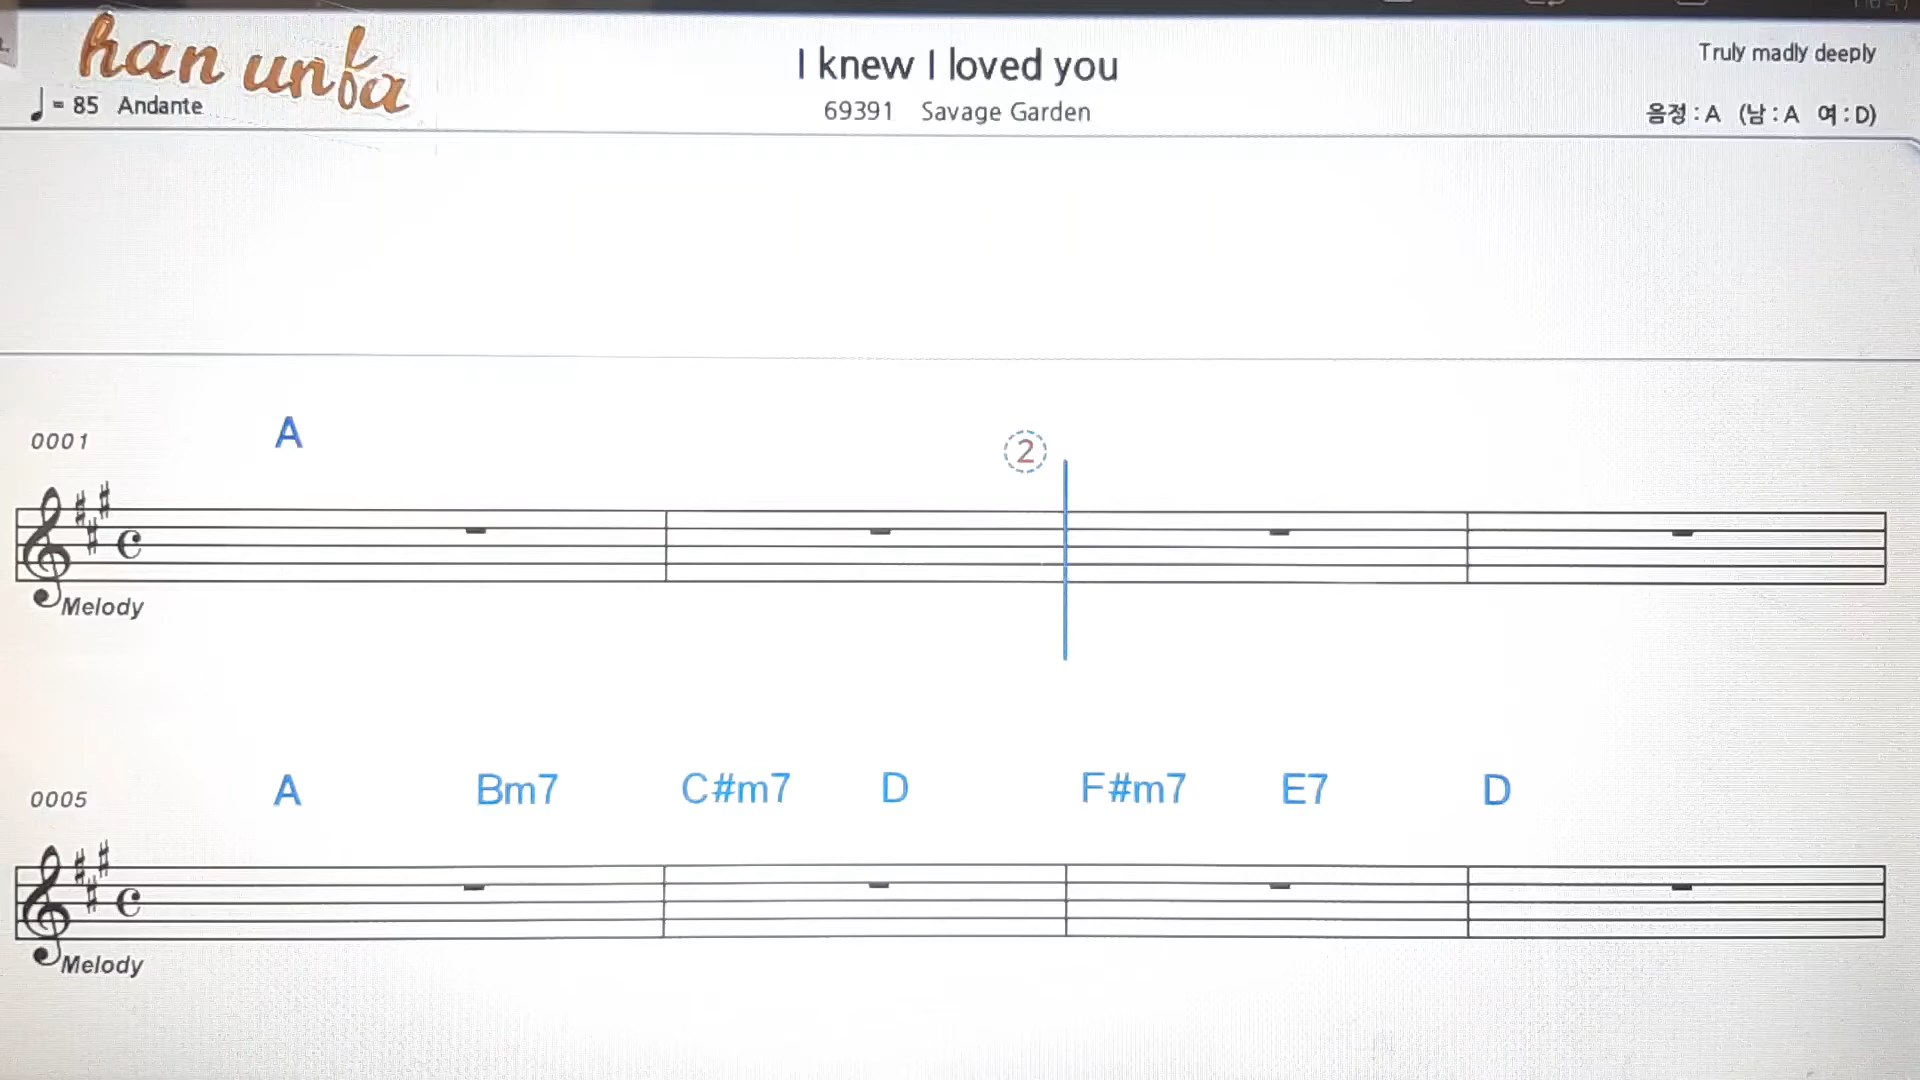 han unfa
I knew I loved you
Truly madly deeply
♩ = 85 Andante
69391 Savage Garden
음정 : A (남 : A 여 : D)
0001 A
2
Melody
0005 A Bm7 C#m7 D F#m7 E7 D
Melody